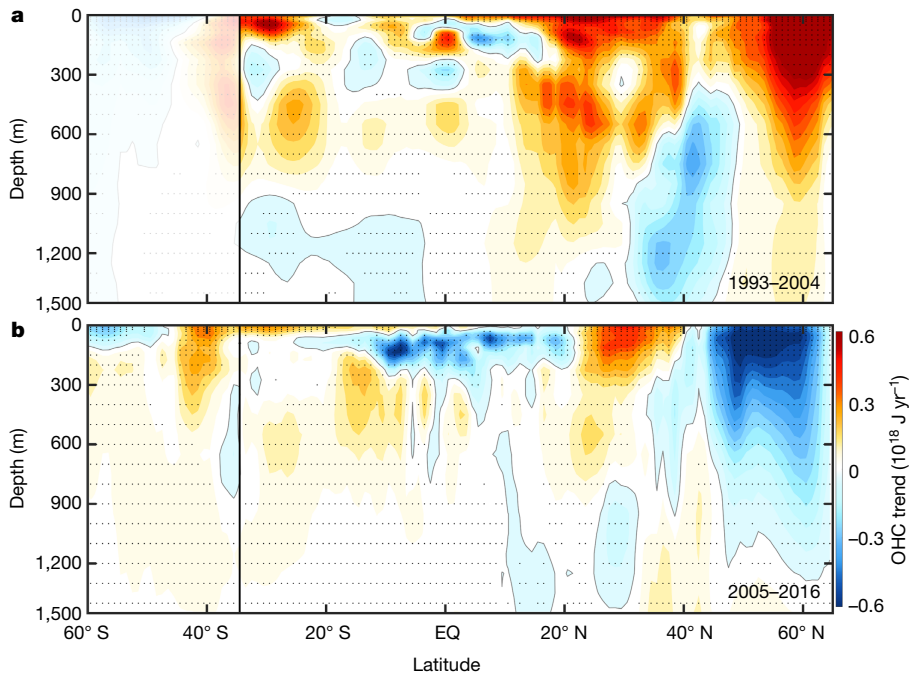 a
0
300
600
900
1,200
1,500
Depth (m)
1993–2004
b
0
300
600
900
1,200
1,500
Depth (m)
2005–2016
60° S
40° S
20° S
EQ
20° N
40° N
60° N
Latitude
0.6
0.3
0
–0.3
–0.6
OHC trend (10¹⁸ J yr⁻¹)